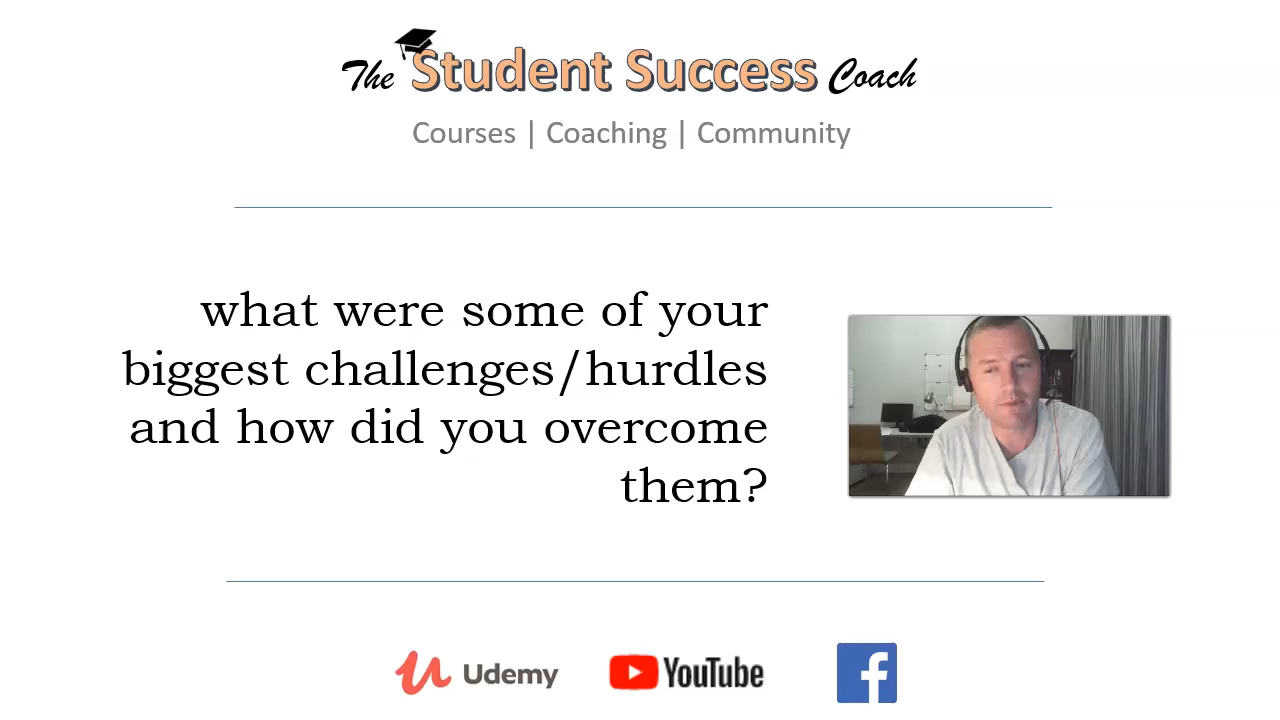 The Student Success Coach
Courses | Coaching | Community
what were some of your
biggest challenges/hurdles
and how did you overcome
them?
Udemy
YouTube
f